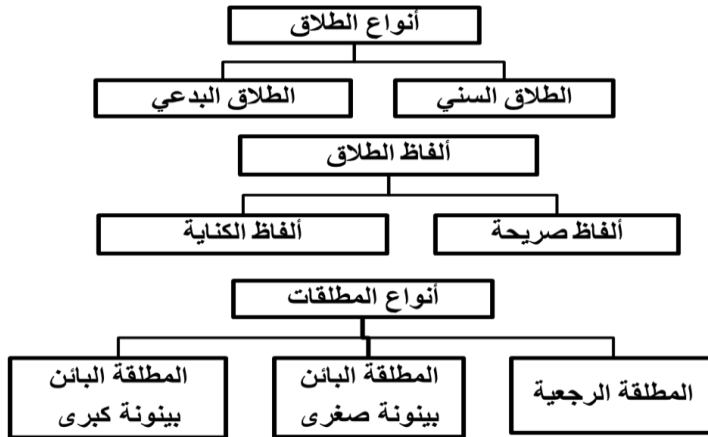 أنواع الطلاق
الطلاق السني
الطلاق البدعي
ألفاظ الطلاق
ألفاظ صريحة
ألفاظ الكناية
أنواع المطلقات
المطلقة الرجعية
المطلقة البائن
بينونة صغرى
المطلقة البائن
بينونة كبرى